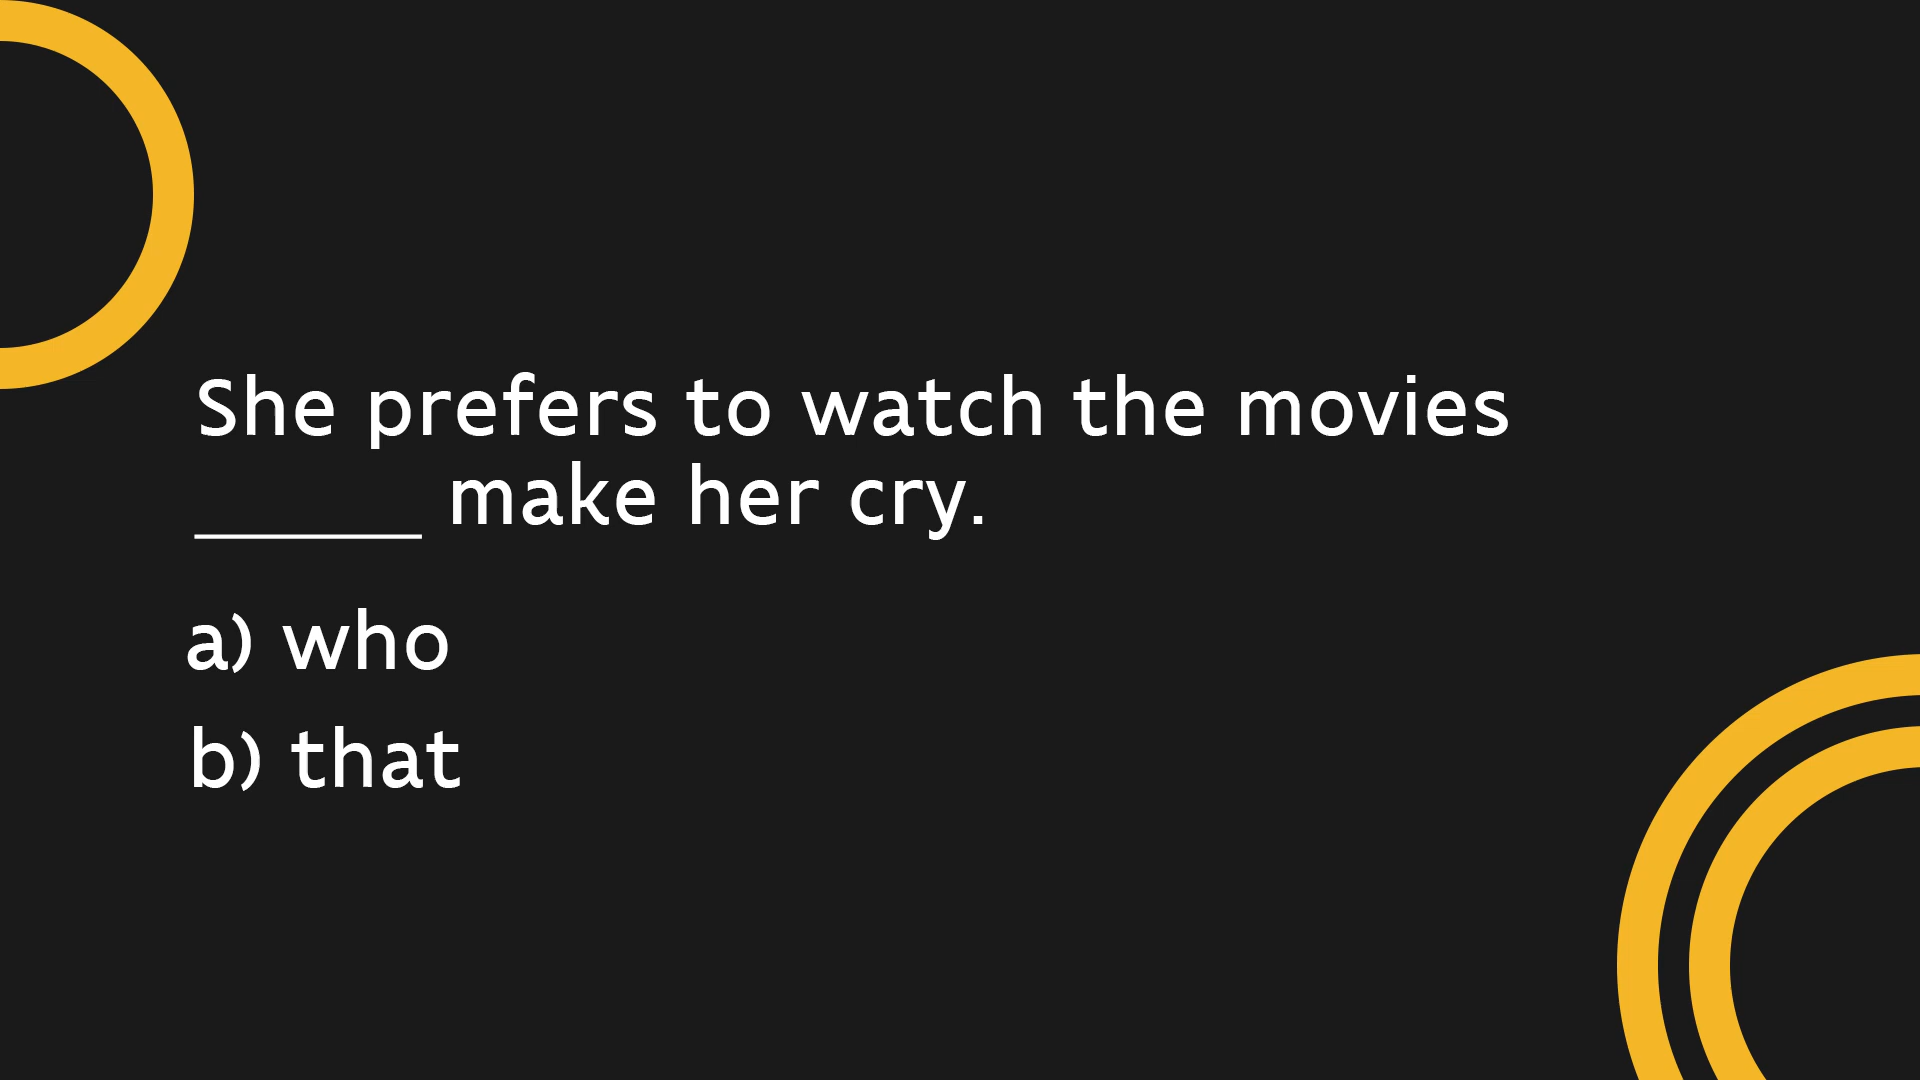 She prefers to watch the movies
______ make her cry.
a) who
b) that